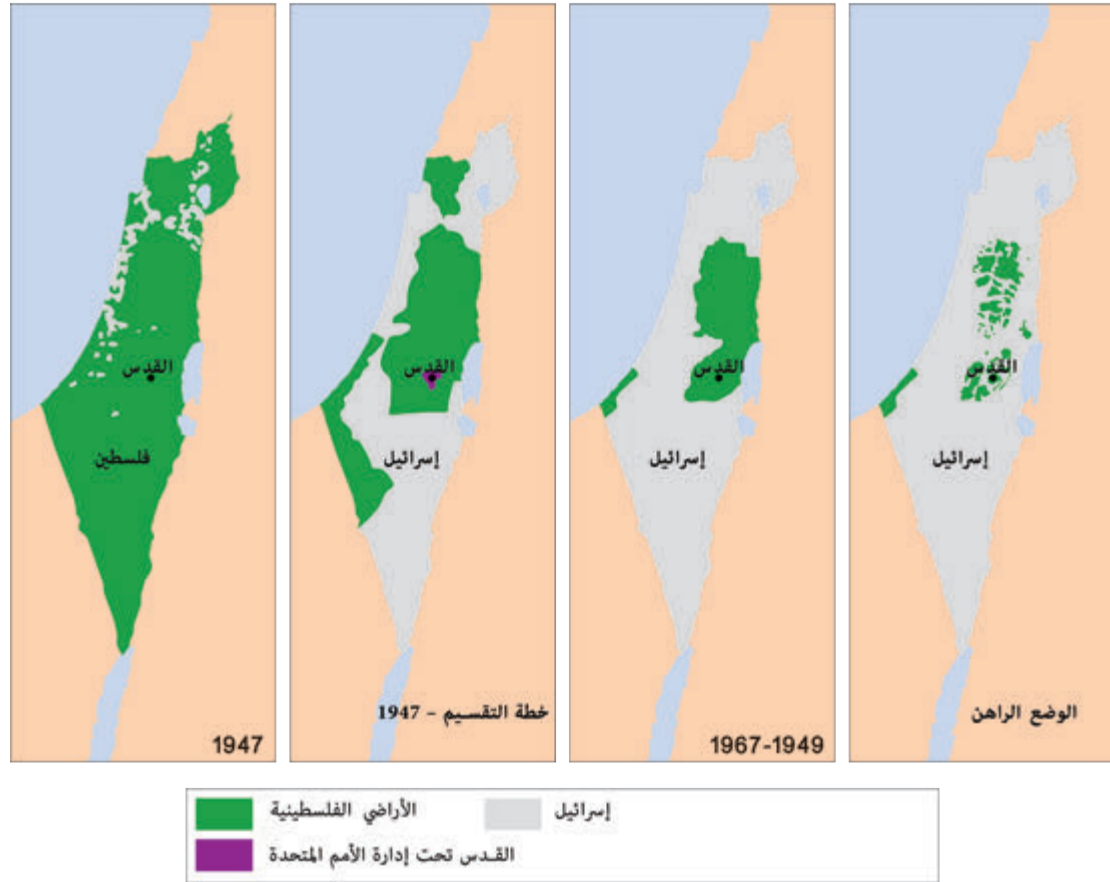 القدس
فلسطين
1947
القدس
إسرائيل
خطة التقسيم - 1947
القدس
إسرائيل
1967-1949
القدس
إسرائيل
الوضع الراهن
الأراضي الفلسطينية
إسرائيل
القدس تحت إدارة الأمم المتحدة